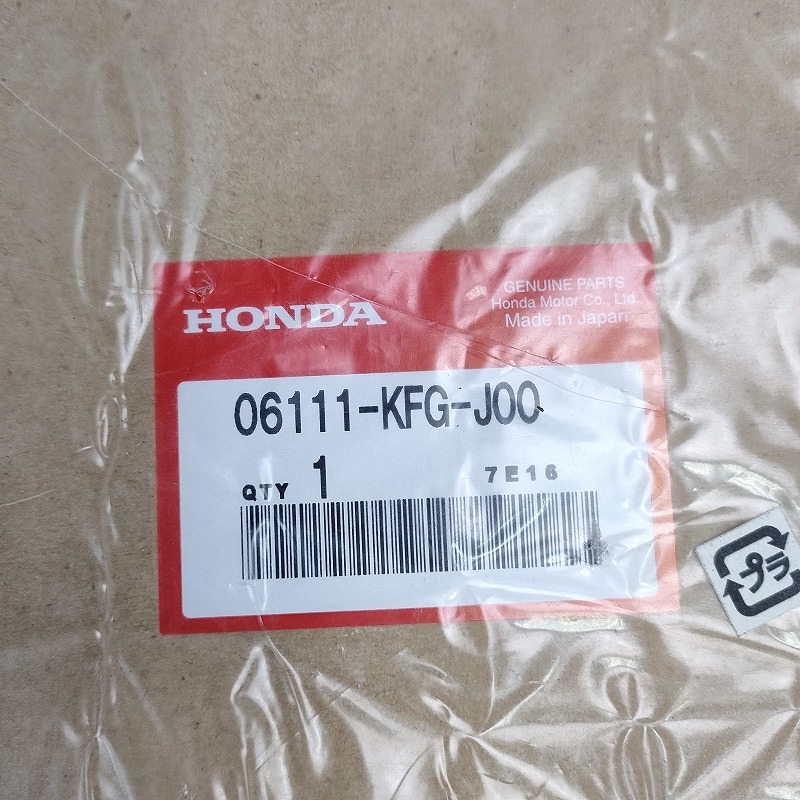 HONDA
GENUINE PARTS
Honda Motor Co., Ltd.
Made in Japan
06111-KFG-J00
QTY 1 7E16
プラ